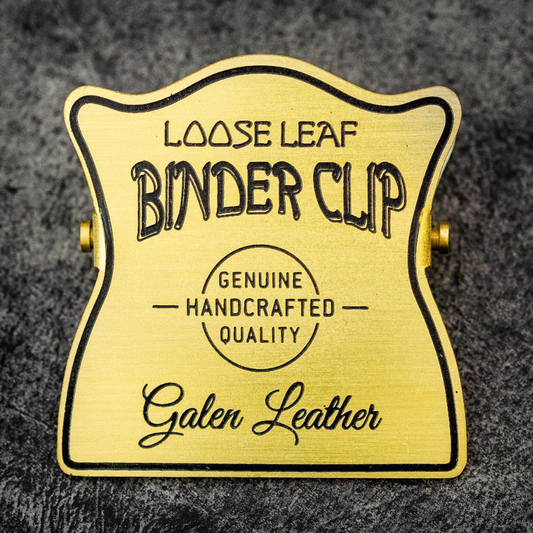 LOOSE LEAF
BINDER CLIP
GENUINE
HANDCRAFTED
QUALITY
Galen Leather